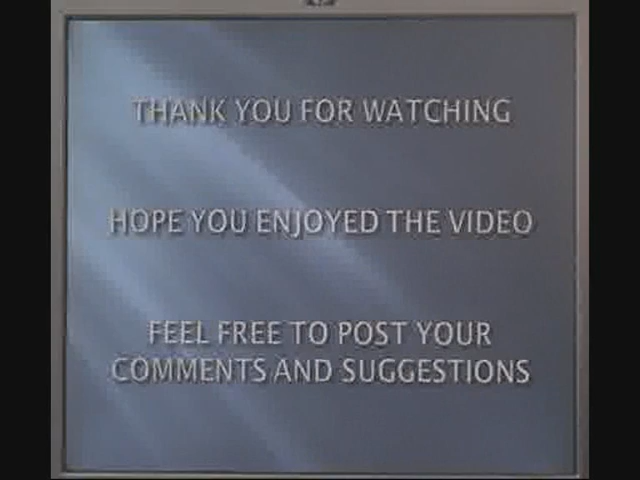 THANK YOU FOR WATCHING
HOPE YOU ENJOYED THE VIDEO
FEEL FREE TO POST YOUR
COMMENTS AND SUGGESTIONS